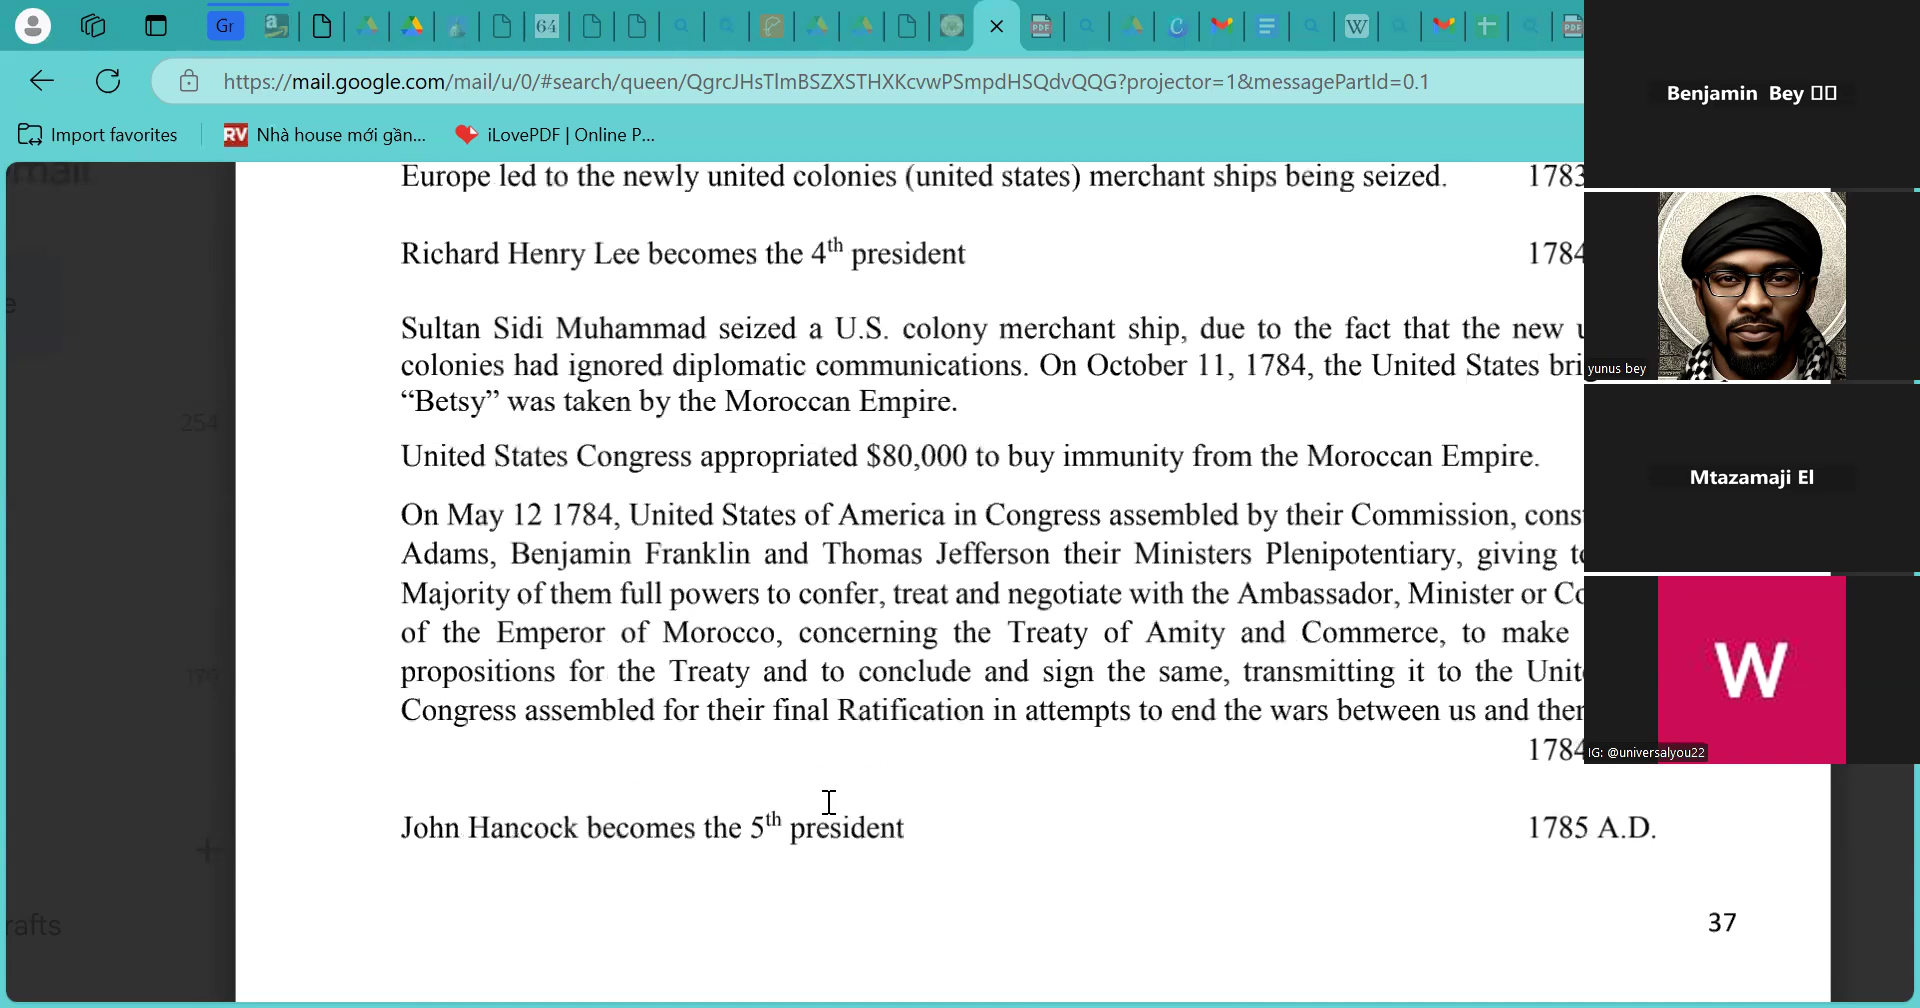 Gr
64
https://mail.google.com/mail/u/0/#search/queen/QgrcJHsTlmBSZXSTHXKcvwPSmpdHSQdvQQG?projector=1&messagePartId=0.1
Import favorites
RV Nhà house mới gần...
iLovePDF | Online P...
Europe led to the newly united colonies (united states) merchant ships being seized. 1783
Richard Henry Lee becomes the 4th president 1784
Sultan Sidi Muhammad seized a U.S. colony merchant ship, due to the fact that the new
colonies had ignored diplomatic communications. On October 11, 1784, the United States
“Betsy” was taken by the Moroccan Empire.
United States Congress appropriated $80,000 to buy immunity from the Moroccan Empire.
On May 12 1784, United States of America in Congress assembled by their Commission,
Adams, Benjamin Franklin and Thomas Jefferson their Ministers Plenipotentiary, giving
Majority of them full powers to confer, treat and negotiate with the Ambassador, Minister or
of the Emperor of Morocco, concerning the Treaty of Amity and Commerce, to make
propositions for the Treaty and to conclude and sign the same, transmitting it to the
Congress assembled for their final Ratification in attempts to end the wars between us and
1784
John Hancock becomes the 5th president 1785 A.D.
37
254
179
rafts
Benjamin Bey
yunus bey
Mtazamaji El
W
IG: @universalyou22